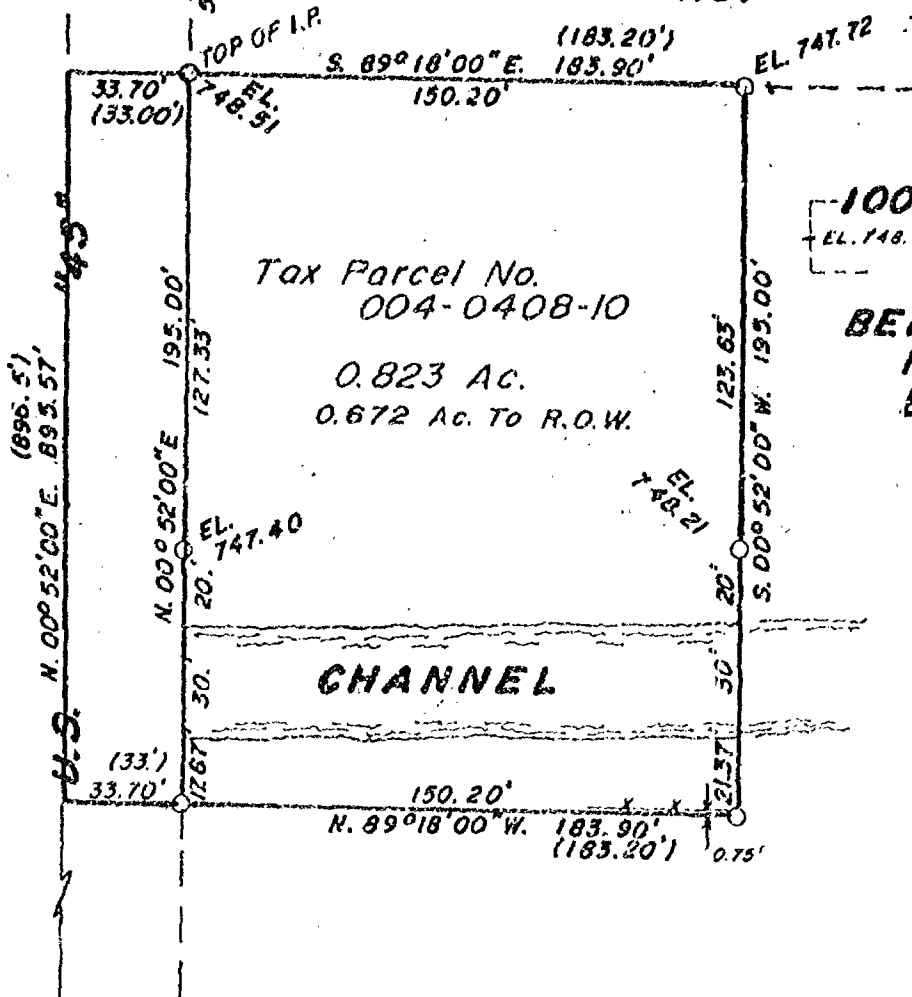 TOP OF I.P.
(183.20')
S. 89°18'00" E. 183.90'
150.20'
EL. 747.72
33.70'
(33.00')
EL.
748.91
100
EL. 748.
Tax Parcel No.
004-0408-10
0.823 Ac.
0.672 Ac. To R.O.W.
(896.5')
N. 00°52'00" E. 895.57'
U.S.
N. 00°52'00" E 195.00'
127.33'
123.63'
S. 00°52'00" W. 195.00'
EL.
747.40
EL.
748.21
20.'
20'
CHANNEL
30.'
30'
17.67'
21.37'
(33.')
33.70'
150.20'
N. 89°18'00" W. 183.90'
(183.20')
0.75'